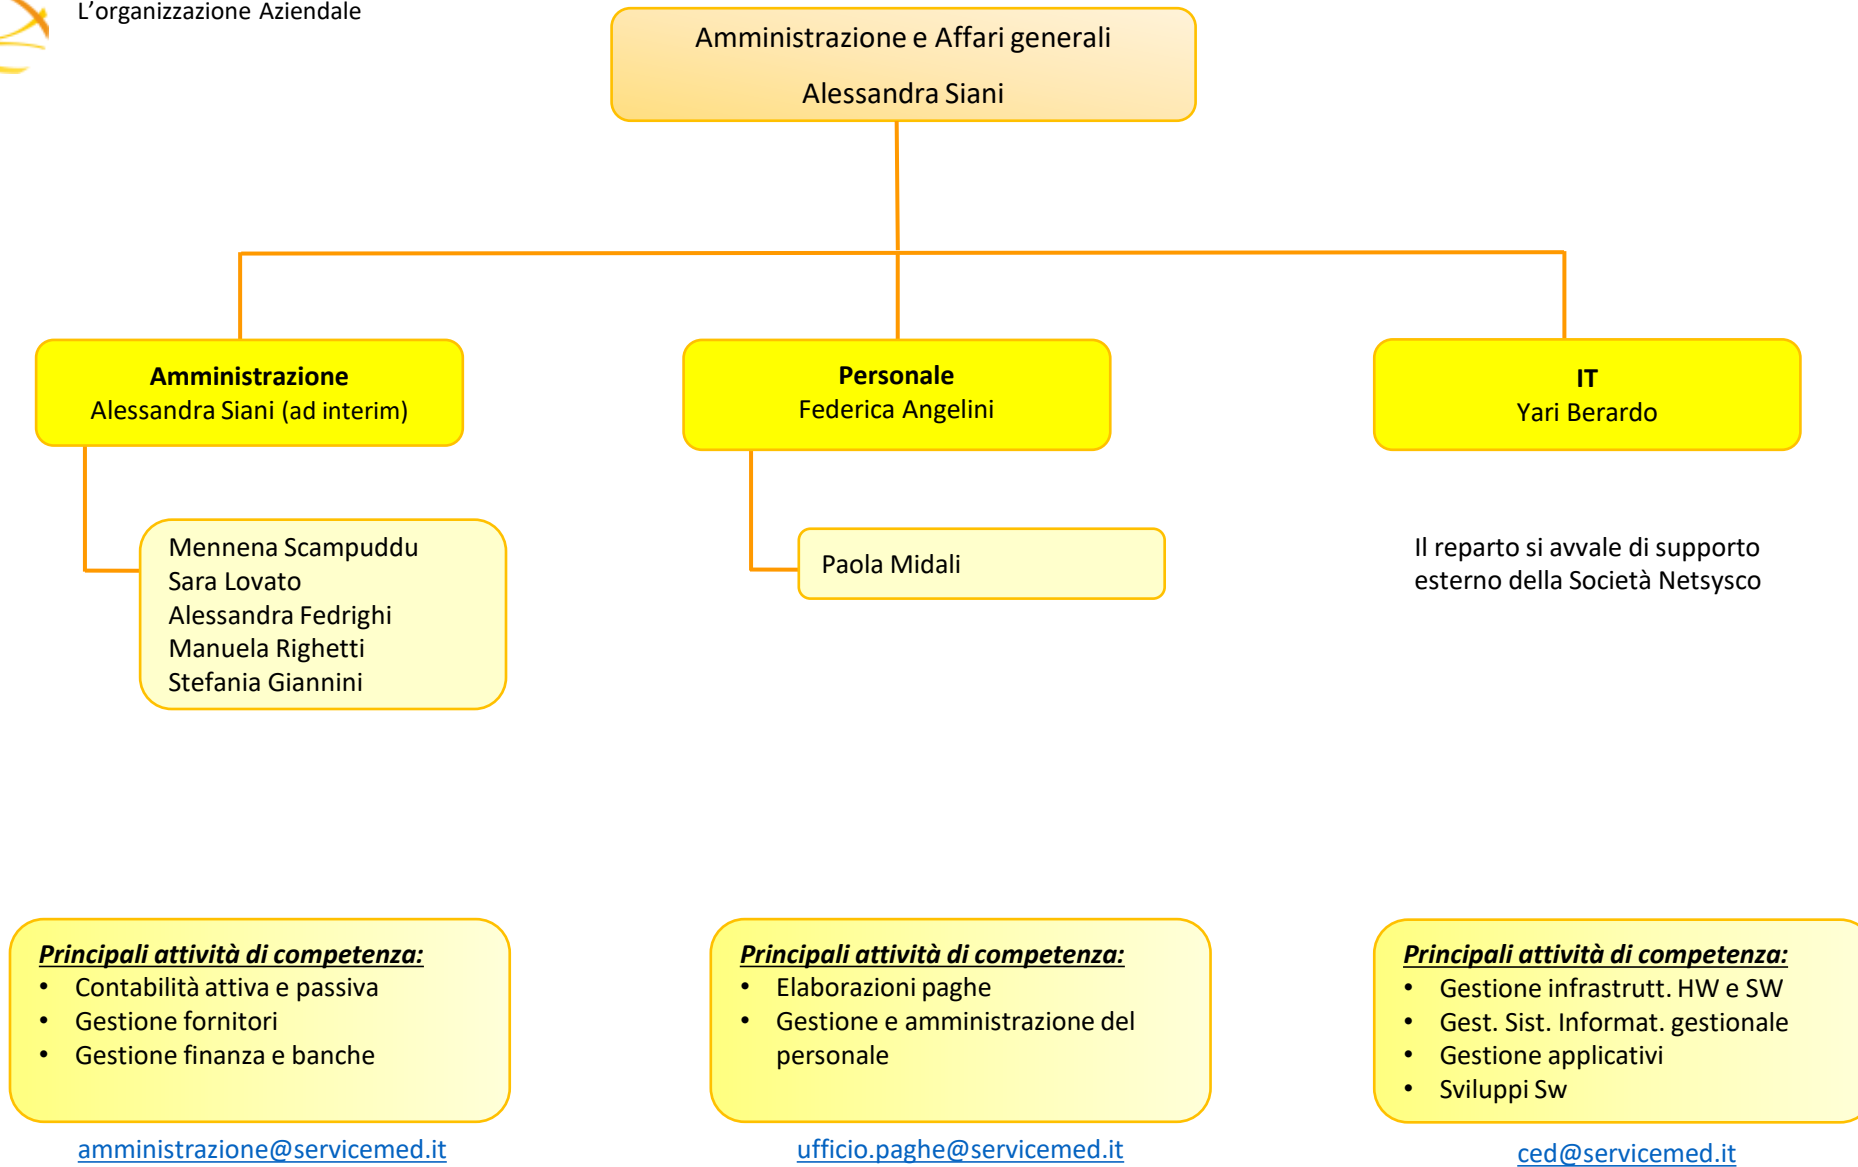 L'organizzazione Aziendale
Amministrazione e Affari generali
Alessandra Siani
Amministrazione
Alessandra Siani (ad interim)
Personale
Federica Angelini
IT
Yari Berardo
Mennena Scampuddu
Sara Lovato
Alessandra Fedrighi
Manuela Righetti
Stefania Giannini
Paola Midali
Il reparto si avvale di supporto
esterno della Società Netsysco
Principali attività di competenza:
• Contabilità attiva e passiva
• Gestione fornitori
• Gestione finanza e banche
amministrazione@servicemed.it
Principali attività di competenza:
• Elaborazioni paghe
• Gestione e amministrazione del
personale
ufficio.paghe@servicemed.it
Principali attività di competenza:
• Gestione infrastrutt. HW e SW
• Gest. Sist. Informat. gestionale
• Gestione applicativi
• Sviluppi Sw
ced@servicemed.it